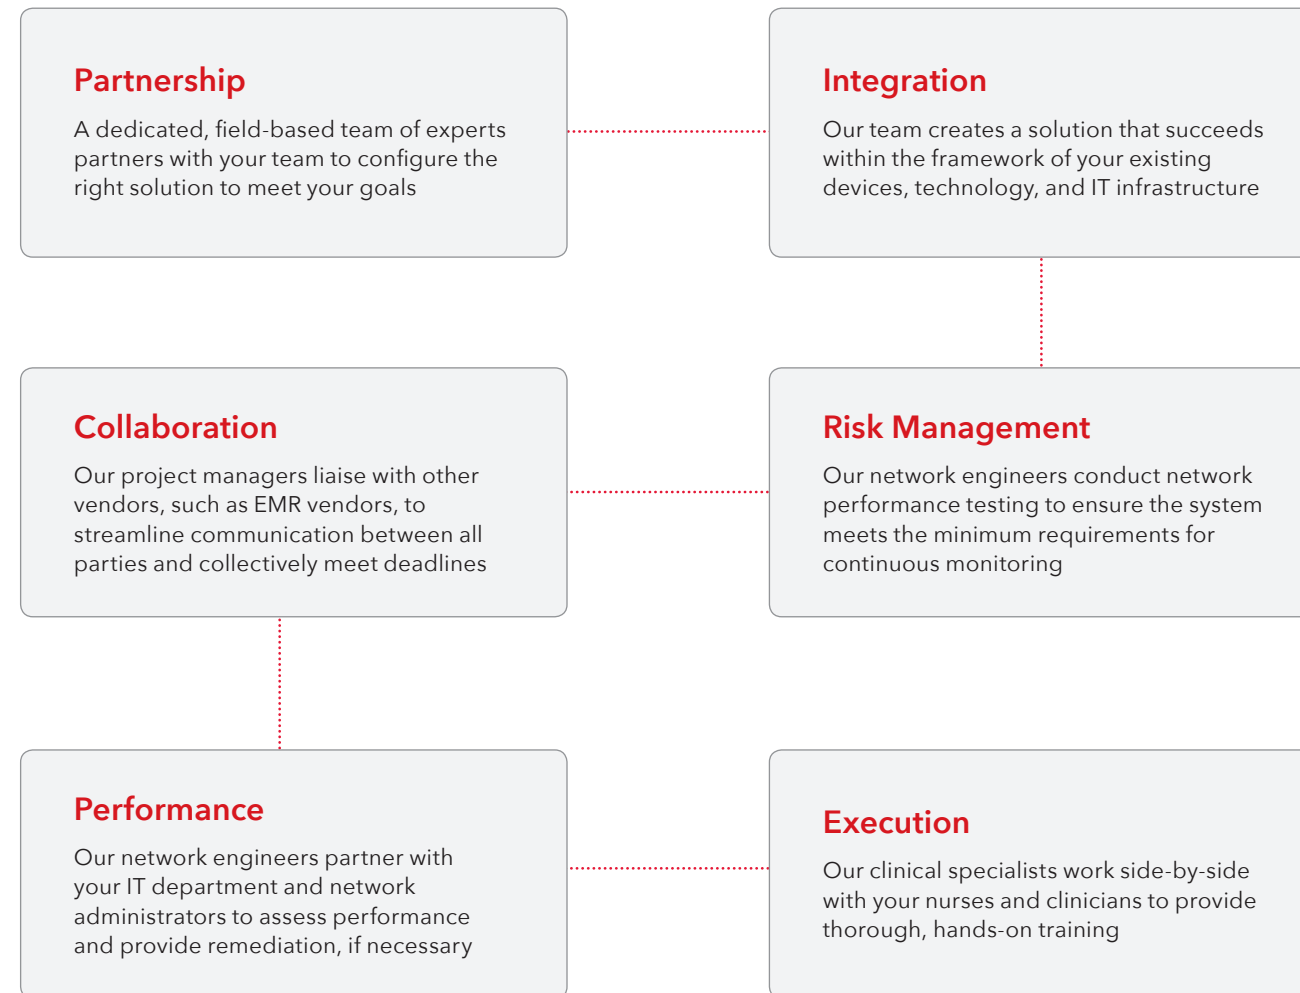 Partnership
A dedicated, field-based team of experts
partners with your team to configure the
right solution to meet your goals
Integration
Our team creates a solution that succeeds
within the framework of your existing
devices, technology, and IT infrastructure
Collaboration
Our project managers liaise with other
vendors, such as EMR vendors, to
streamline communication between all
parties and collectively meet deadlines
Risk Management
Our network engineers conduct network
performance testing to ensure the system
meets the minimum requirements for
continuous monitoring
Performance
Our network engineers partner with
your IT department and network
administrators to assess performance
and provide remediation, if necessary
Execution
Our clinical specialists work side-by-side
with your nurses and clinicians to provide
thorough, hands-on training